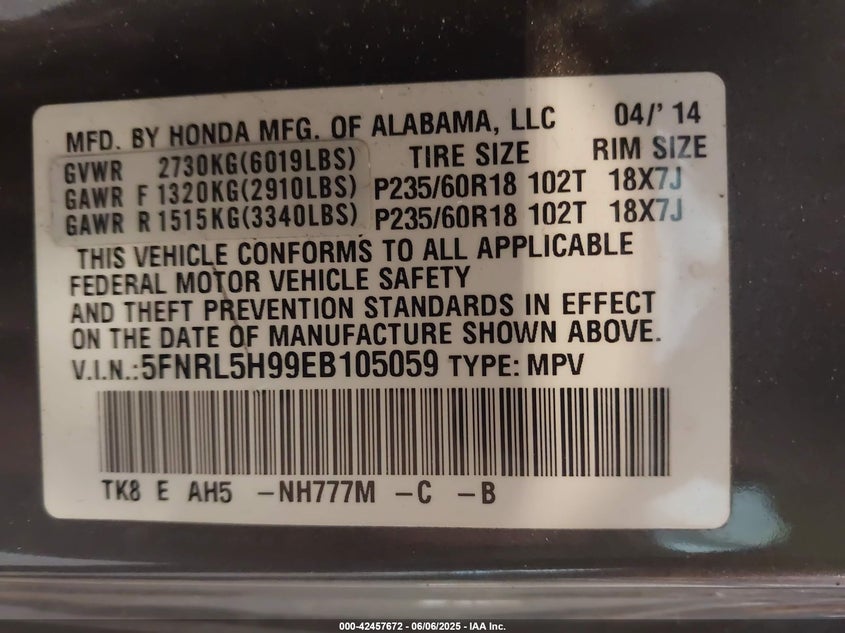 MFD. BY HONDA MFG. OF ALABAMA, LLC 04/' 14
GVWR 2730KG(6019LBS) TIRE SIZE RIM SIZE
GAWR F 1320KG(2910LBS) P235/60R18 102T 18X7J
GAWR R 1515KG(3340LBS) P235/60R18 102T 18X7J
THIS VEHICLE CONFORMS TO ALL APPLICABLE
FEDERAL MOTOR VEHICLE SAFETY
AND THEFT PREVENTION STANDARDS IN EFFECT
ON THE DATE OF MANUFACTURE SHOWN ABOVE.
V.I.N.:5FNRL5H99EB105059 TYPE: MPV
TK8 E AH5 -NH777M -C -B
000-42457672 - 06/06/2025 - IAA Inc.